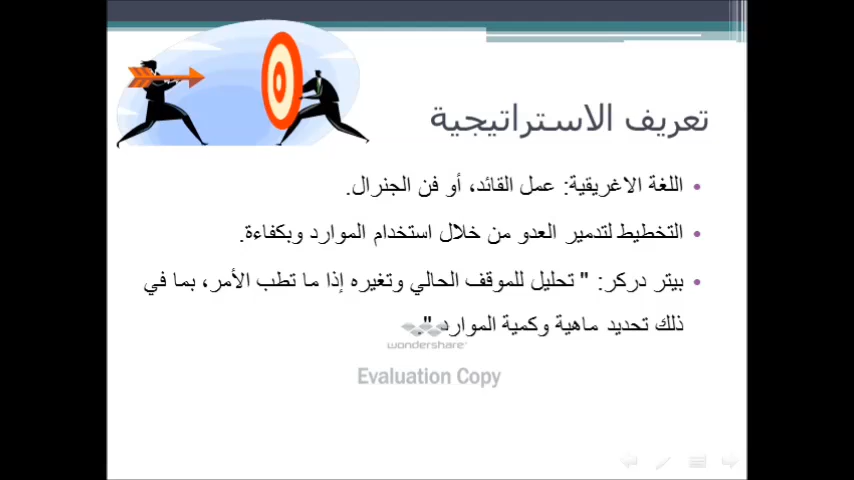 تعريف الاستراتيجية
• اللغة الاغريقية: عمل القائد، أو فن الجنرال.
• التخطيط لتدمير العدو من خلال استخدام الموارد وبكفاءة.
• بيتر دركر: " تحليل للموقف الحالي وتغيره إذا ما تطب الأمر، بما في
ذلك تحديد ماهية وكمية الموارد ".
wondershare
Evaluation Copy